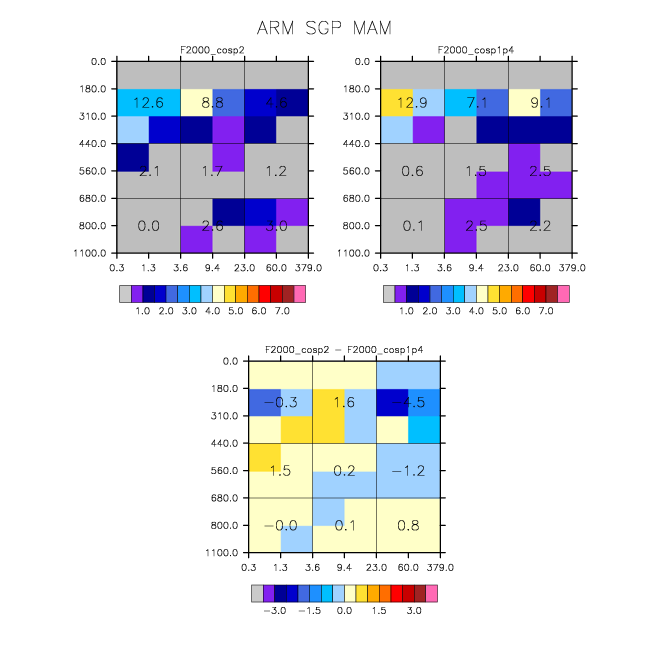 ARM SGP MAM
F2000_cosp2
F2000_cosp1p4
0.0
180.0
310.0
440.0
560.0
680.0
800.0
1100.0
12.6 8.8 4.6
2.1 1.7 1.2
0.0 2.6 3.0
0.3 1.3 3.6 9.4 23.0 60.0 379.0
1.0 2.0 3.0 4.0 5.0 6.0 7.0
0.0
180.0
310.0
440.0
560.0
680.0
800.0
1100.0
12.9 7.1 9.1
0.6 1.5 2.5
0.1 2.5 2.2
0.3 1.3 3.6 9.4 23.0 60.0 379.0
1.0 2.0 3.0 4.0 5.0 6.0 7.0
F2000_cosp2 − F2000_cosp1p4
0.0
180.0
310.0
440.0
560.0
680.0
800.0
1100.0
−0.3 1.6 −4.5
1.5 0.2 −1.2
−0.0 0.1 0.8
0.3 1.3 3.6 9.4 23.0 60.0 379.0
−3.0 −1.5 0.0 1.5 3.0